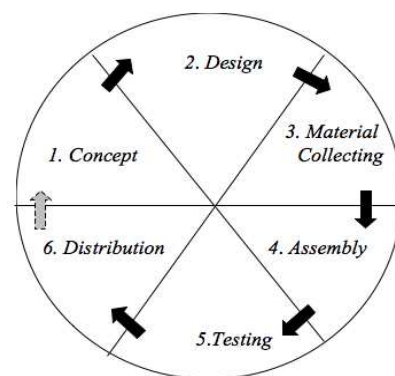 2. Design
3. Material
Collecting
1. Concept
6. Distribution
4. Assembly
5.Testing